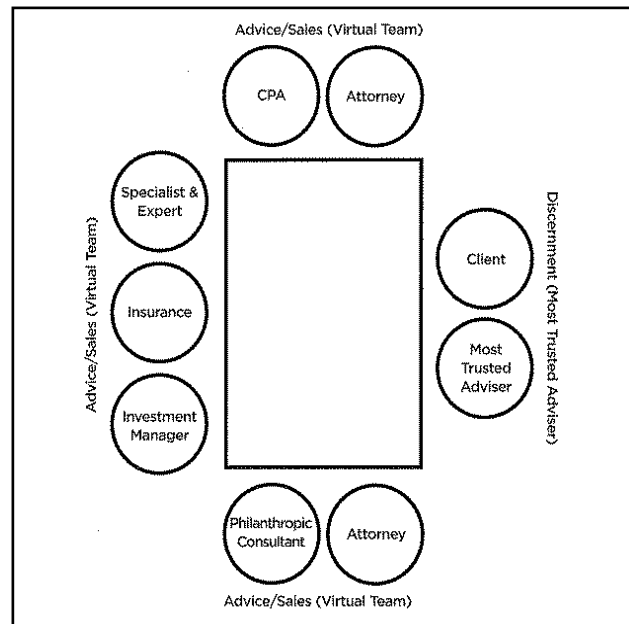 Advice/Sales (Virtual Team)
CPA
Attorney
Specialist &
Expert
Insurance
Investment
Manager
Advice/Sales (Virtual Team)
Client
Most
Trusted
Adviser
Discernment (Most Trusted Adviser)
Philanthropic
Consultant
Attorney
Advice/Sales (Virtual Team)